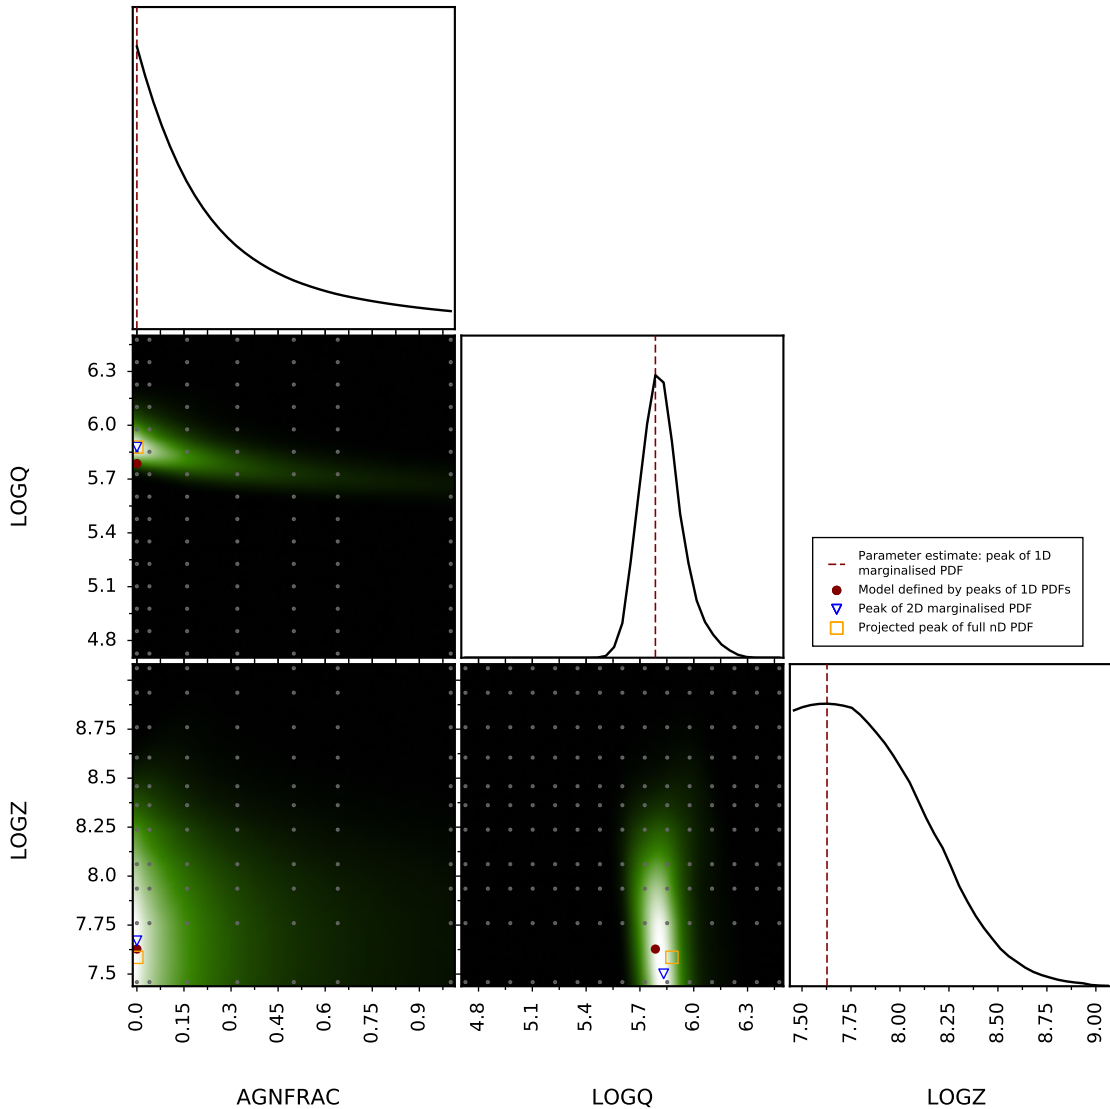 6.3
6.0
5.7
5.4
5.1
4.8
LOGQ
Parameter estimate: peak of 1D
marginalised PDF
Model defined by peaks of 1D PDFs
Peak of 2D marginalised PDF
Projected peak of full nD PDF
8.75
8.5
8.25
8.0
7.75
7.5
LOGZ
0.0 0.15 0.3 0.45 0.6 0.75 0.9
4.8 5.1 5.4 5.7 6.0 6.3
7.50 7.75 8.00 8.25 8.50 8.75 9.00
AGNFRAC LOGQ LOGZ